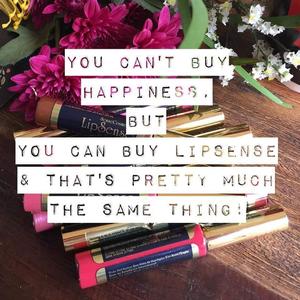 YOU CAN'T BUY
HAPPINESS,
BUT
YOU CAN BUY LIPSENSE
& THAT'S PRETTY MUCH
THE SAME THING!
LipSense